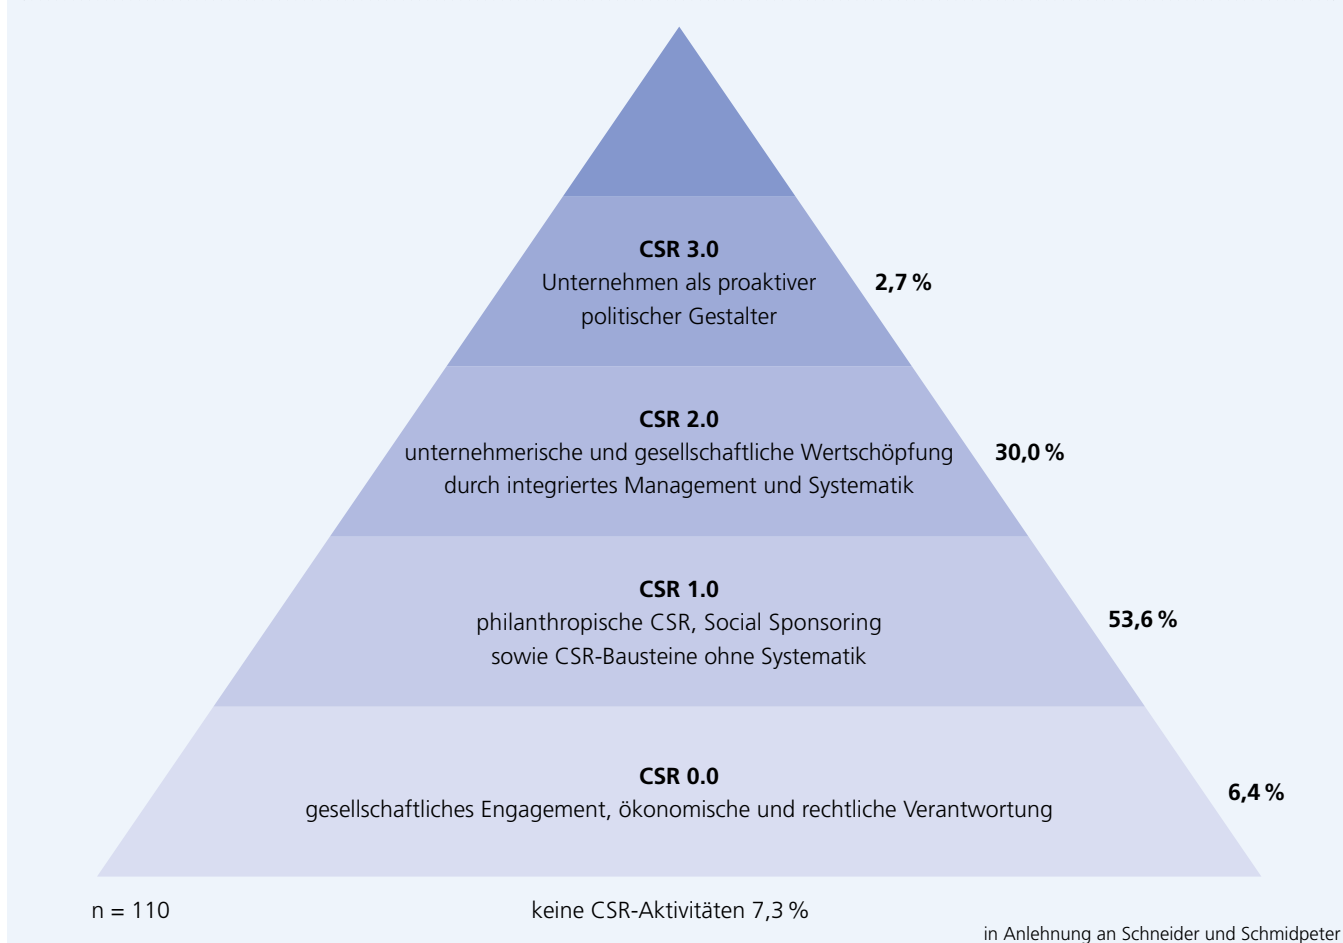 CSR 3.0
Unternehmen als proaktiver
politischer Gestalter
2,7 %
CSR 2.0
unternehmerische und gesellschaftliche Wertschöpfung
durch integriertes Management und Systematik
30,0 %
CSR 1.0
philanthropische CSR, Social Sponsoring
sowie CSR-Bausteine ohne Systematik
53,6 %
CSR 0.0
gesellschaftliches Engagement, ökonomische und rechtliche Verantwortung
6,4 %
n = 110
keine CSR-Aktivitäten 7,3 %
in Anlehnung an Schneider und Schmidpeter